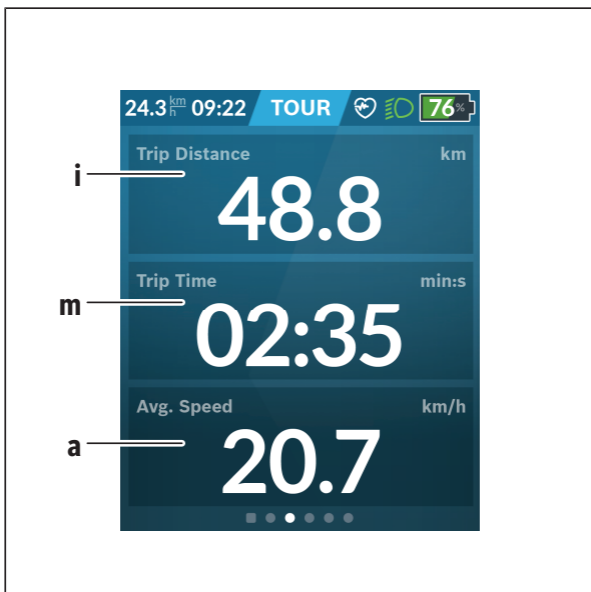 24.3 km/h 09:22 TOUR 76%
Trip Distance km
i
48.8
Trip Time min:s
m
02:35
Avg. Speed km/h
a
20.7